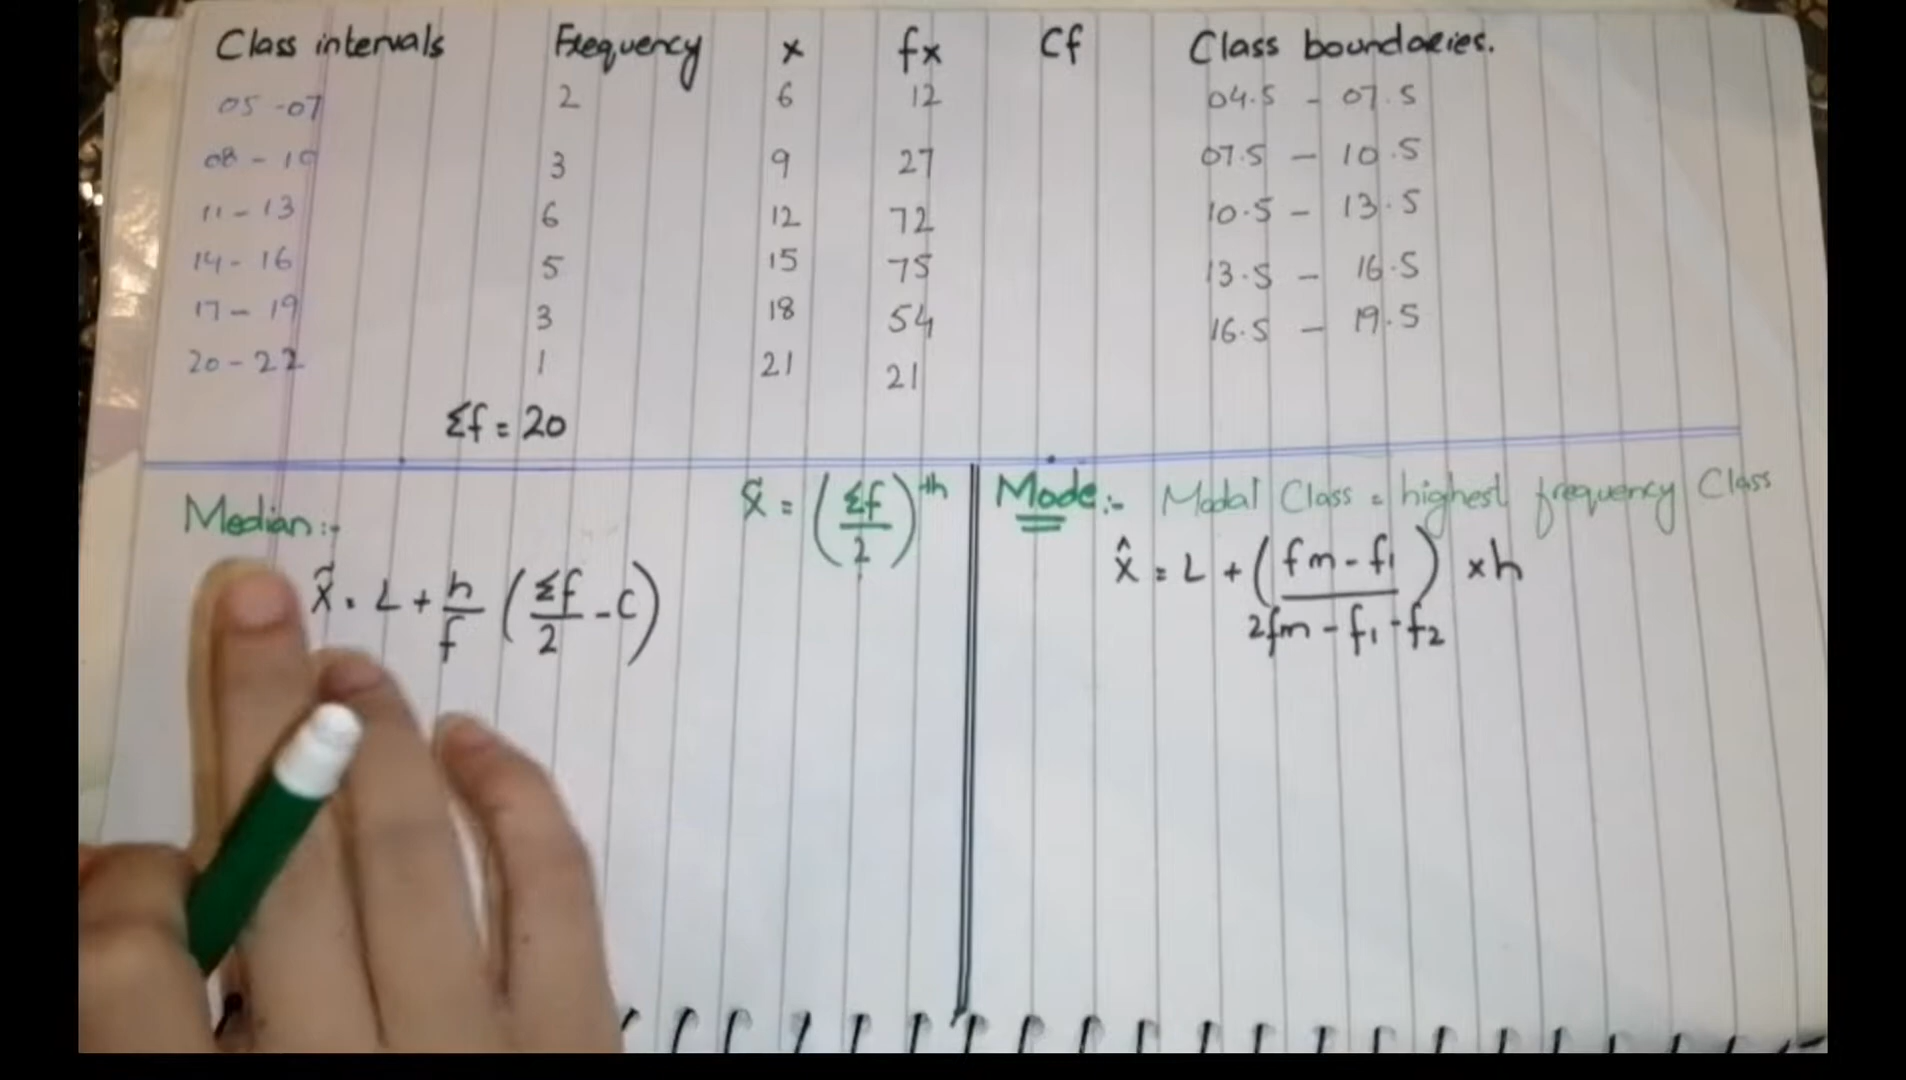 Class intervals Frequency x fx Cf Class boundaries.
05 - 07 2 6 12 04.5 - 07.5
08 - 10 3 9 27 07.5 - 10.5
11 - 13 6 12 72 10.5 - 13.5
14 - 16 5 15 75 13.5 - 16.5
17 - 19 3 18 54 16.5 - 19.5
20 - 22 1 21 21
Σf = 20
Median:- x̃ = (Σf/2)th
x̃ = L + h/f (Σf/2 - C)
Mode:- Modal Class = highest frequency Class
x̂ = L + (fm - f1 / 2fm - f1 - f2) × h